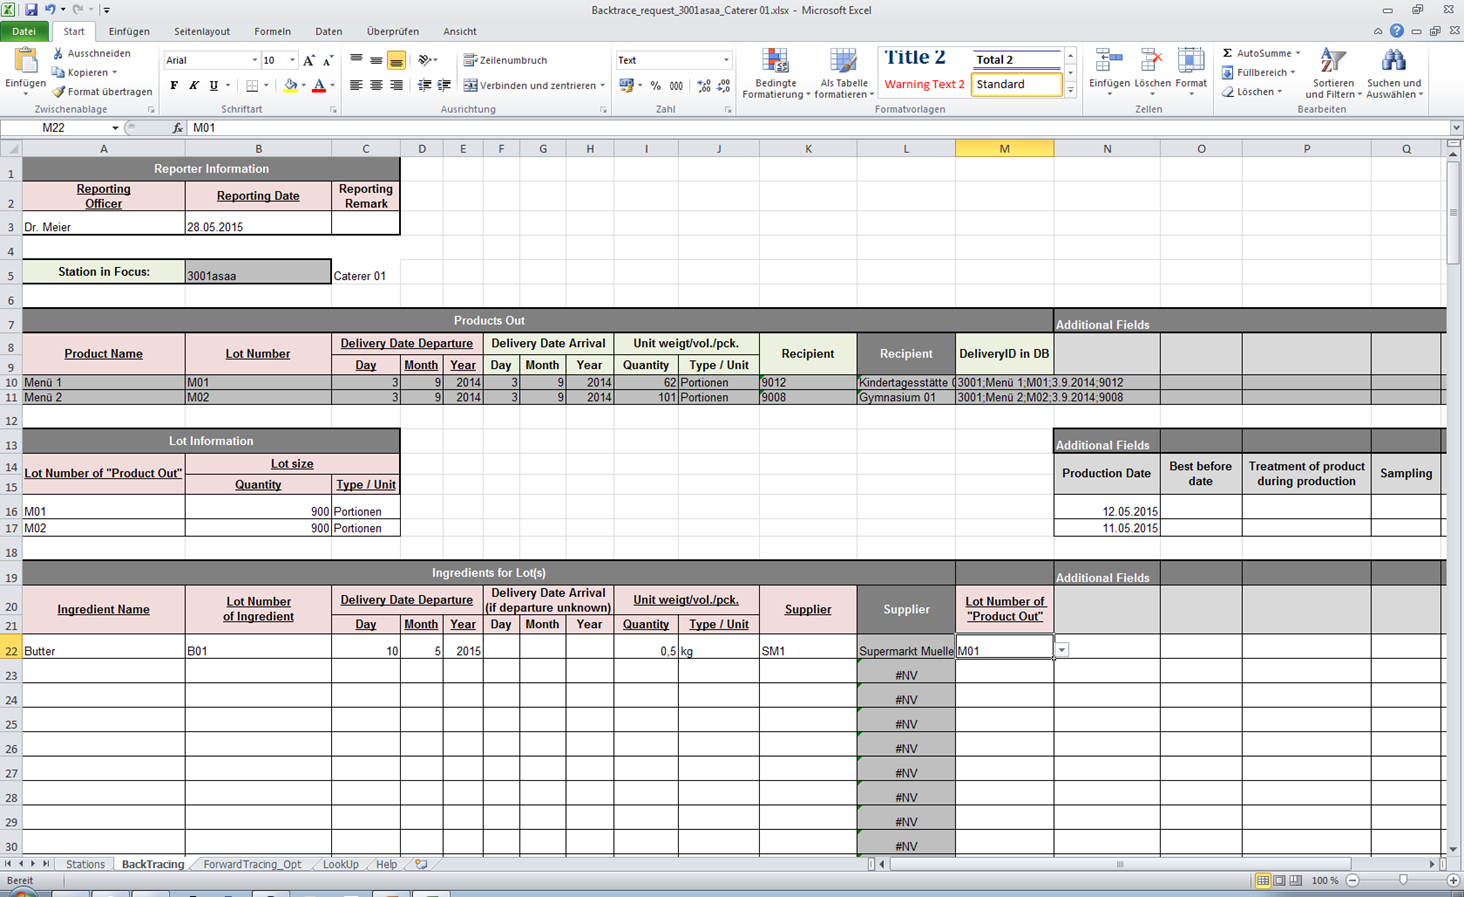 Backtrace_request_3001asaa_Caterer 01.xlsx - Microsoft Excel
Datei Start Einfügen Seitenlayout Formeln Daten Überprüfen Ansicht
Einfügen Ausschneiden Kopieren Format übertragen Zwischenablage
Arial 10 F K U Schriftart
Zeilenumbruch Verbinden und zentrieren Ausrichtung
Text % 000 Zahl
Bedingte Formatierung Als Tabelle formatieren
Title 2 Total 2
Warning Text 2 Standard
Formatvorlagen
Einfügen Löschen Format Zellen
Σ AutoSumme Füllbereich Löschen
Sortieren und Filtern Suchen und Auswählen Bearbeiten
M22 fx M01
A B C D E F G H I J K L M N O P Q
1 Reporter Information
2 Reporting Officer Reporting Date Reporting Remark
3 Dr. Meier 28.05.2015
4
5 Station in Focus: 3001asaa Caterer 01
6
7 Products Out Additional Fields
8 Product Name Lot Number Delivery Date Departure Delivery Date Arrival Unit weigt/vol./pck. Recipient Recipient DeliveryID in DB
9 Day Month Year Day Month Year Quantity Type / Unit
10 Menü 1 M01 3 9 2014 3 9 2014 62 Portionen 9012 Kindertagesstätte 3001;Menü 1;M01;3.9.2014;9012
11 Menü 2 M02 3 9 2014 3 9 2014 101 Portionen 9008 Gymnasium 01 3001;Menü 2;M02;3.9.2014;9008
12
13 Lot Information Additional Fields
14 Lot Number of "Product Out" Lot size Production Date Best before date Treatment of product during production Sampling
15 Quantity Type / Unit
16 M01 900 Portionen 12.05.2015
17 M02 900 Portionen 11.05.2015
18
19 Ingredients for Lot(s) Additional Fields
20 Ingredient Name Lot Number of Ingredient Delivery Date Departure Delivery Date Arrival (if departure unknown) Unit weigt/vol./pck. Supplier Supplier Lot Number of "Product Out"
21 Day Month Year Day Month Year Quantity Type / Unit
22 Butter B01 10 5 2015 0,5 kg SM1 Supermarkt Muelle M01
23 #NV
24 #NV
25 #NV
26 #NV
27 #NV
28 #NV
29 #NV
30 #NV
Stations BackTracing ForwardTracing_Opt LookUp Help
Bereit 100 %